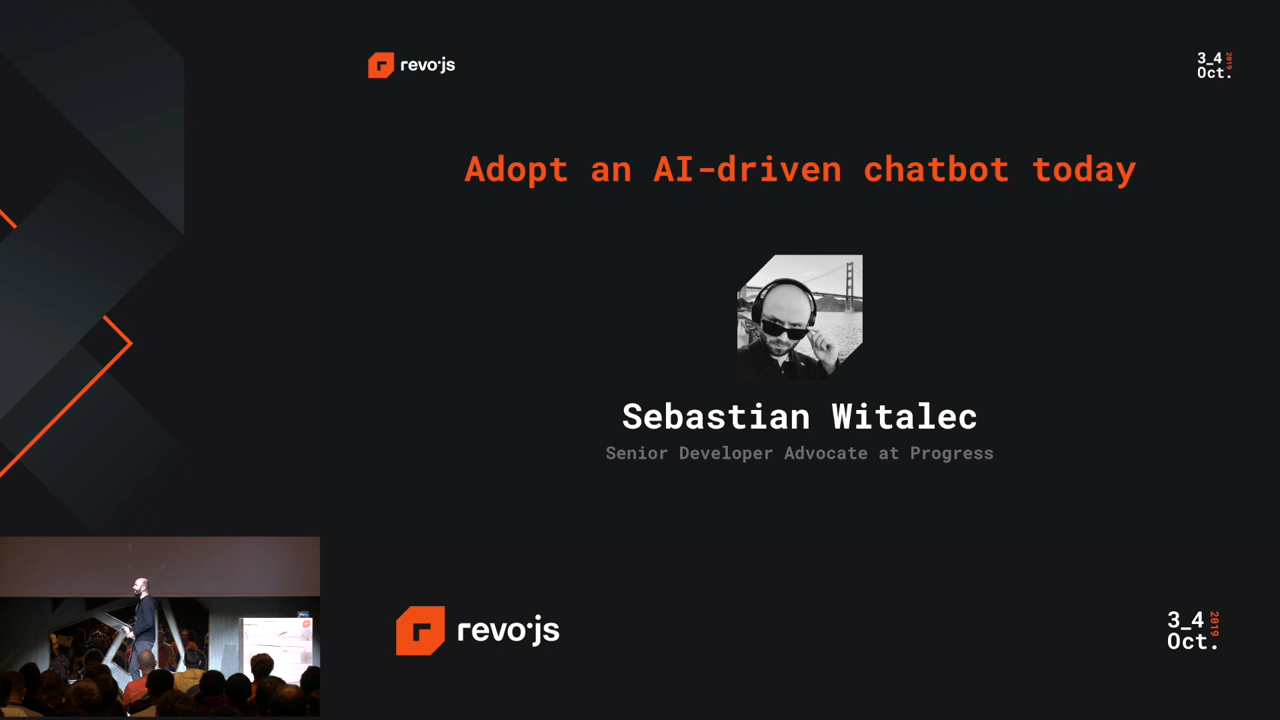 revo·js
3_4
Oct.
2019
Adopt an AI-driven chatbot today
Sebastian Witalec
Senior Developer Advocate at Progress
revo·js
3_4
Oct.
2019